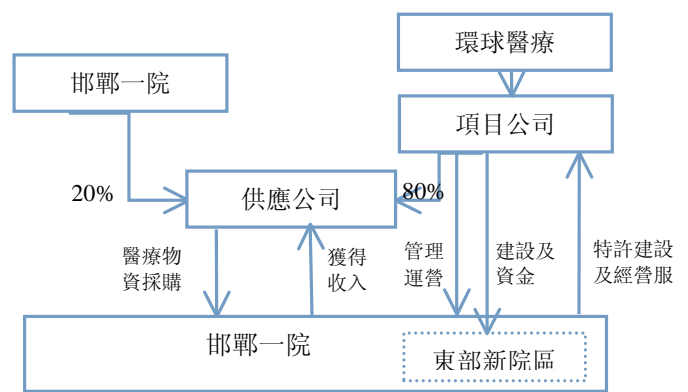 環球醫療
邯鄲一院
項目公司
20%
供應公司
80%
醫療物
資採購
獲得
收入
管理
運營
建設及
資金
特許建設
及經營服
邯鄲一院
東部新院區